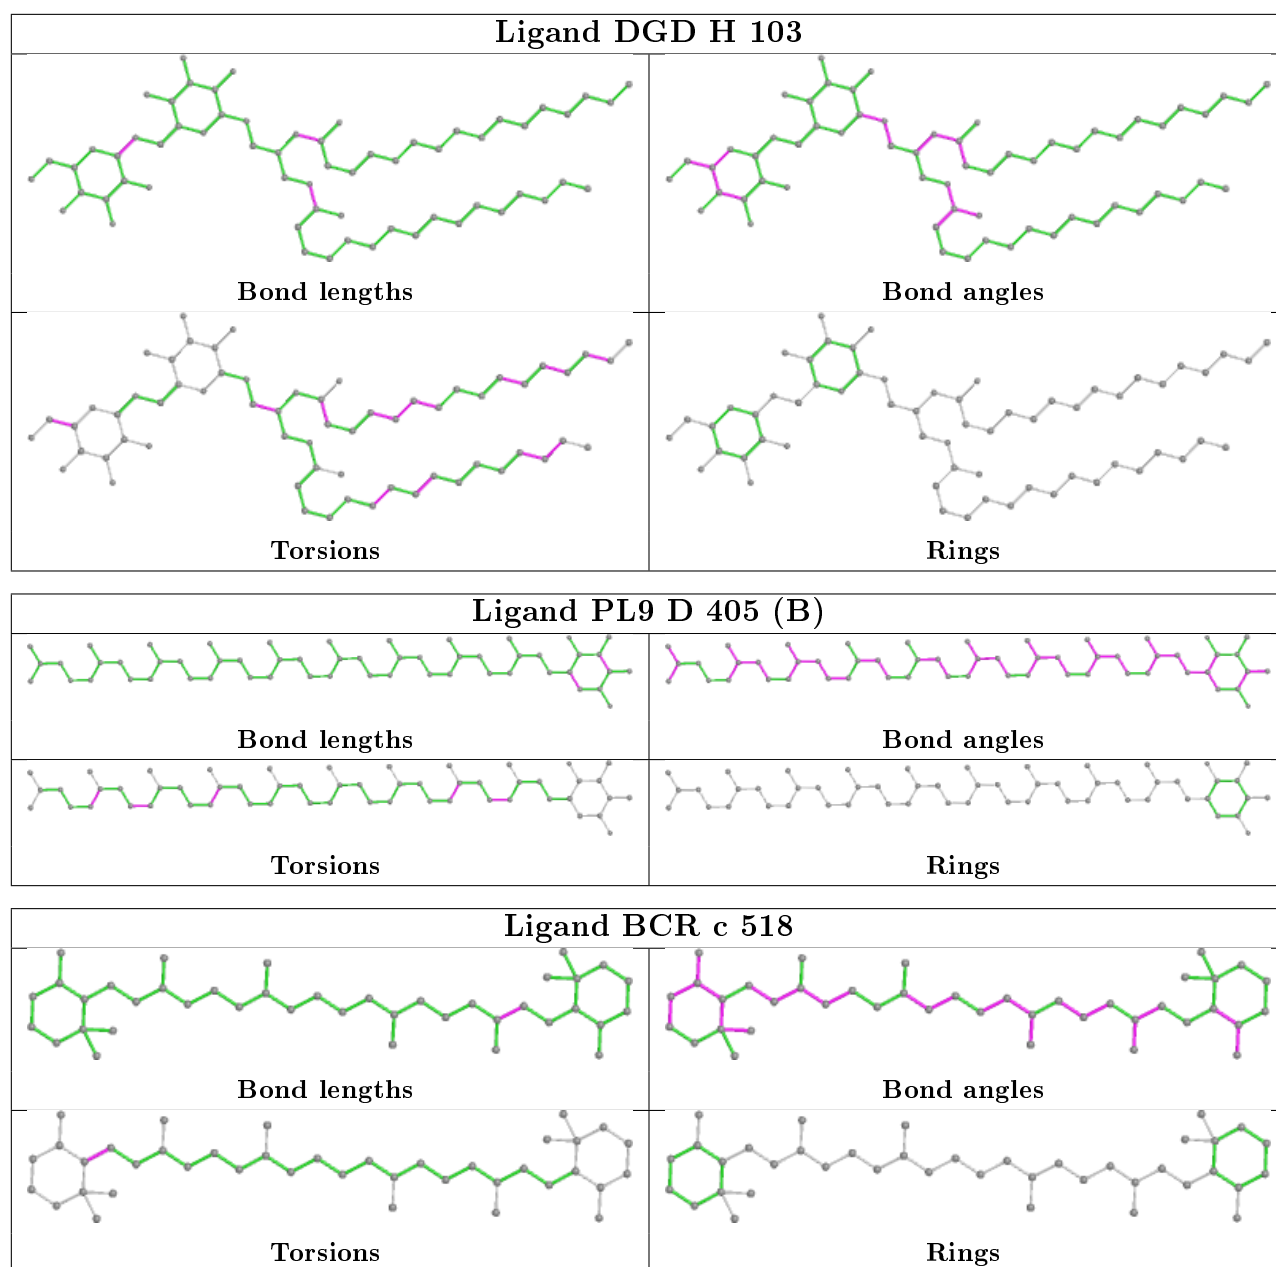 Ligand DGD H 103
Bond lengths
Bond angles
Torsions
Rings
Ligand PL9 D 405 (B)
Bond lengths
Bond angles
Torsions
Rings
Ligand BCR c 518
Bond lengths
Bond angles
Torsions
Rings